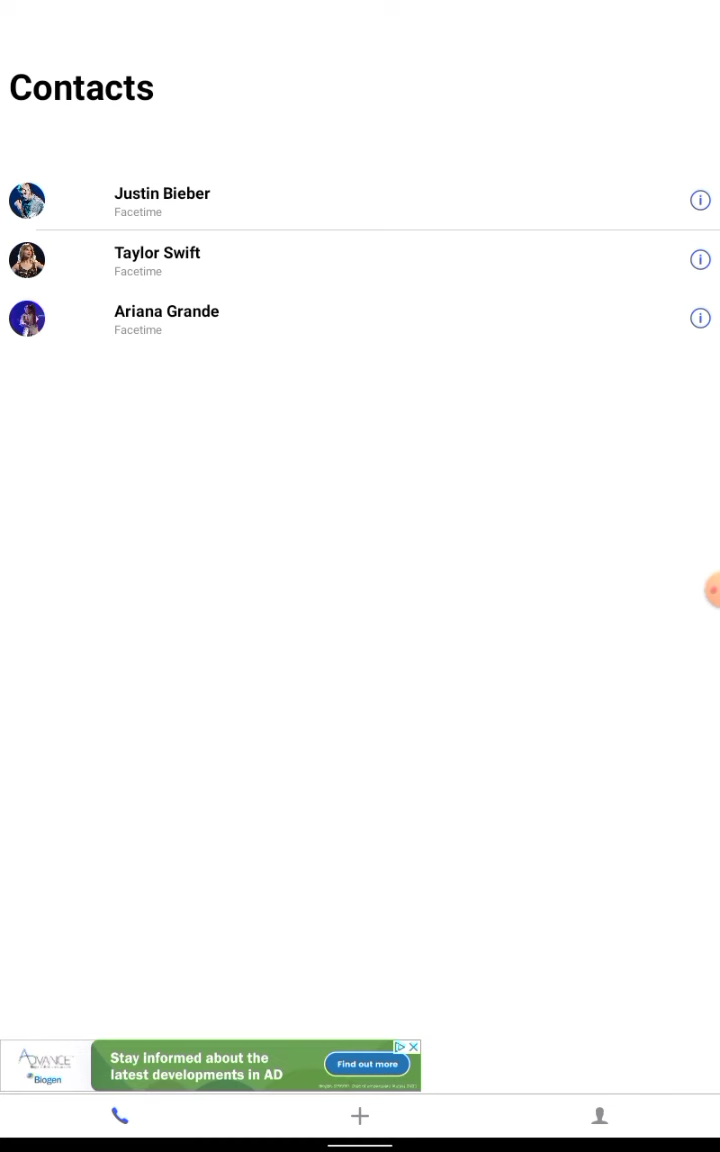 Contacts
Justin Bieber
Facetime
Taylor Swift
Facetime
Ariana Grande
Facetime
ADVANCE
Biogen
Stay informed about the
latest developments in AD
Find out more